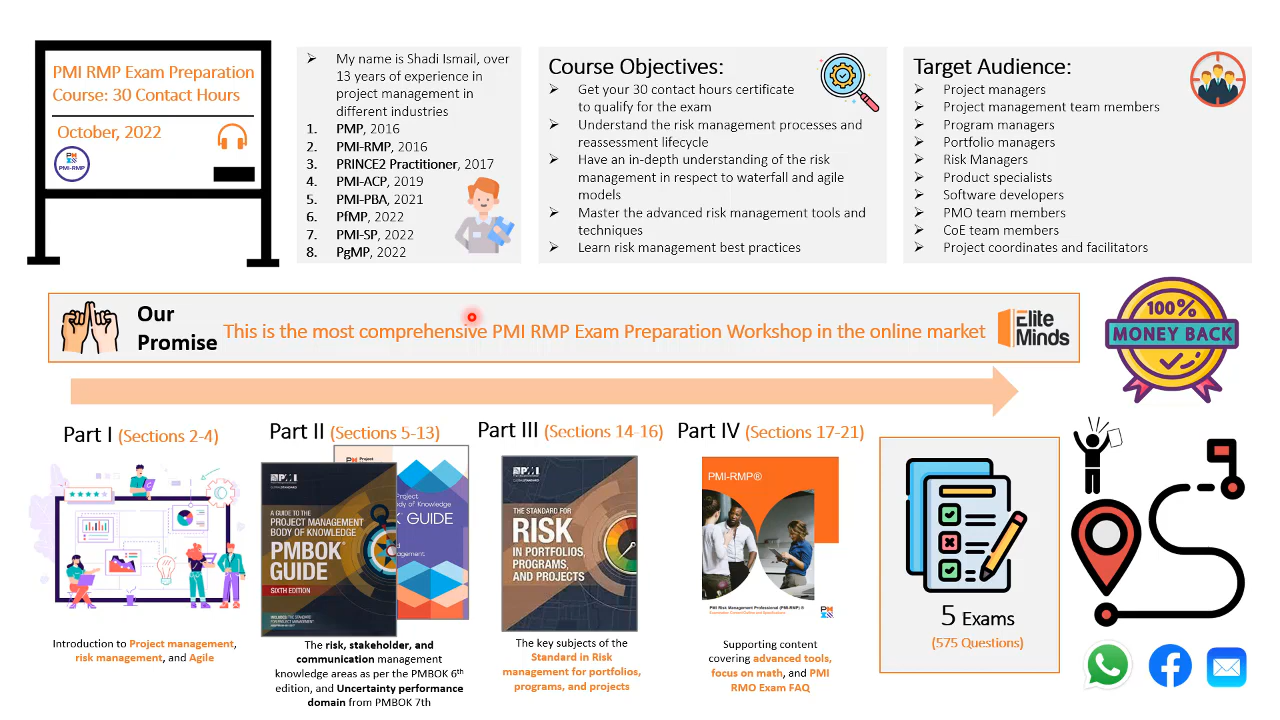 PMI RMP Exam Preparation
Course: 30 Contact Hours
October, 2022
PMI-RMP
My name is Shadi Ismail, over
13 years of experience in
project management in
different industries
1. PMP, 2016
2. PMI-RMP, 2016
3. PRINCE2 Practitioner, 2017
4. PMI-ACP, 2019
5. PMI-PBA, 2021
6. PfMP, 2022
7. PMI-SP, 2022
8. PgMP, 2022
Course Objectives:
Get your 30 contact hours certificate
to qualify for the exam
Understand the risk management processes and
reassessment lifecycle
Have an in-depth understanding of the risk
management in respect to waterfall and agile
models
Master the advanced risk management tools and
techniques
Learn risk management best practices
Target Audience:
Project managers
Project management team members
Program managers
Portfolio managers
Risk Managers
Product specialists
Software developers
PMO team members
CoE team members
Project coordinates and facilitators
Our
Promise
This is the most comprehensive PMI RMP Exam Preparation Workshop in the online market
Elite
Minds
100%
MONEY BACK
Part I (Sections 2-4)
Introduction to Project management,
risk management, and Agile
Part II (Sections 5-13)
PMI
A GUIDE TO THE
PROJECT MANAGEMENT
BODY OF KNOWLEDGE
PMBOK
GUIDE
SIXTH EDITION
Project
ody of Knowledge
K GUIDE
The risk, stakeholder, and
communication management
knowledge areas as per the PMBOK 6th
edition, and Uncertainty performance
domain from PMBOK 7th
Part III (Sections 14-16)
PMI
THE STANDARD FOR
RISK
IN PORTFOLIOS,
PROGRAMS,
AND PROJECTS
The key subjects of the
Standard in Risk
management for portfolios,
programs, and projects
Part IV (Sections 17-21)
PMI-RMP®
PMI Risk Management Professional (PMI-RMP) ®
Supporting content
covering advanced tools,
focus on math, and PMI
RMO Exam FAQ
5 Exams
(575 Questions)